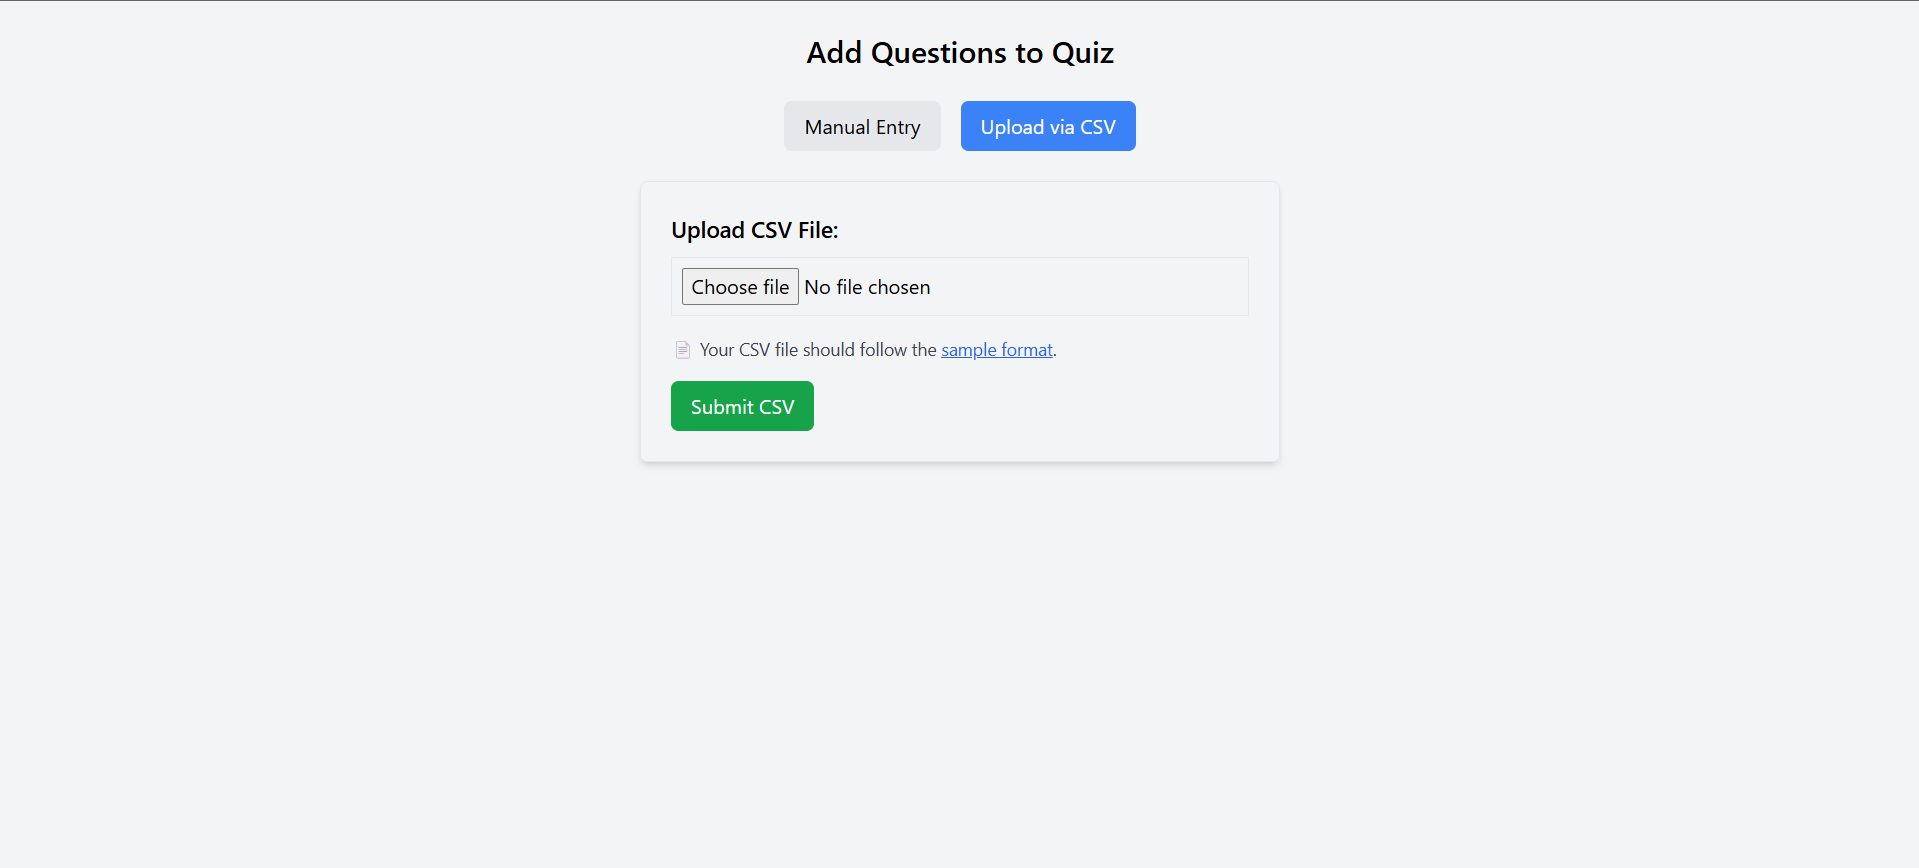 Add Questions to Quiz
Manual Entry Upload via CSV
Upload CSV File:
Choose file No file chosen
Your CSV file should follow the sample format.
Submit CSV